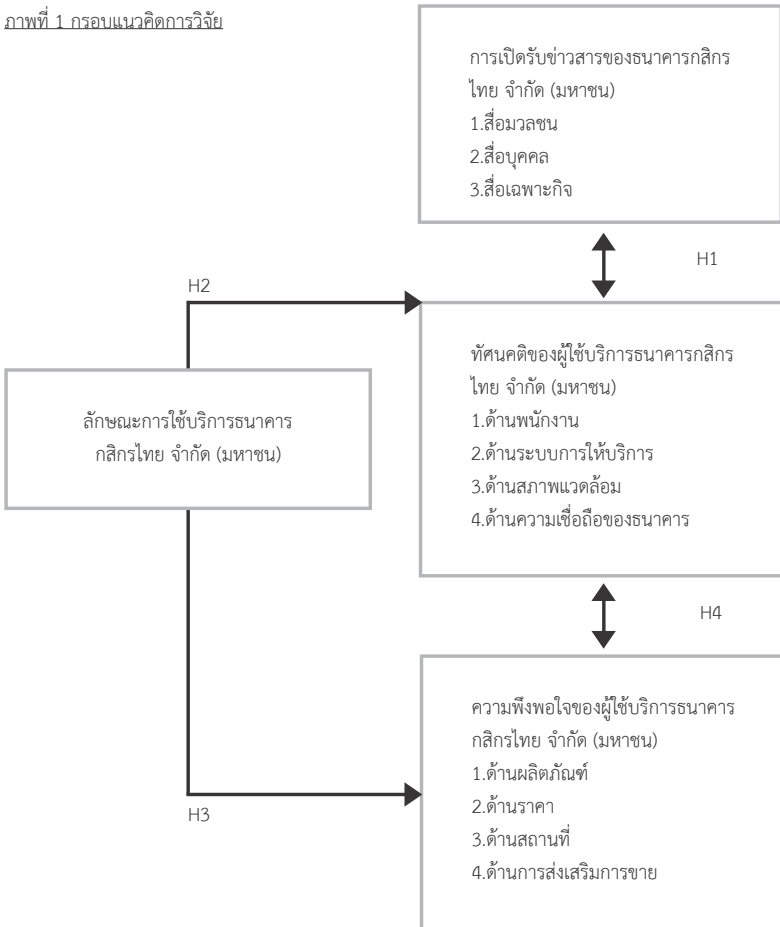 ภาพที่ 1 กรอบแนวคิดการวิจัย
การเปิดรับข่าวสารของธนาคารกสิกร
ไทย จำกัด (มหาชน)
1.สื่อมวลชน
2.สื่อบุคคล
3.สื่อเฉพาะกิจ
H1
H2
ทัศนคติของผู้ใช้บริการธนาคารกสิกร
ไทย จำกัด (มหาชน)
1.ด้านพนักงาน
2.ด้านระบบการให้บริการ
3.ด้านสภาพแวดล้อม
4.ด้านความเชื่อถือของธนาคาร
ลักษณะการใช้บริการธนาคาร
กสิกรไทย จำกัด (มหาชน)
H4
ความพึงพอใจของผู้ใช้บริการธนาคาร
กสิกรไทย จำกัด (มหาชน)
1.ด้านผลิตภัณฑ์
2.ด้านราคา
3.ด้านสถานที่
4.ด้านการส่งเสริมการขาย
H3